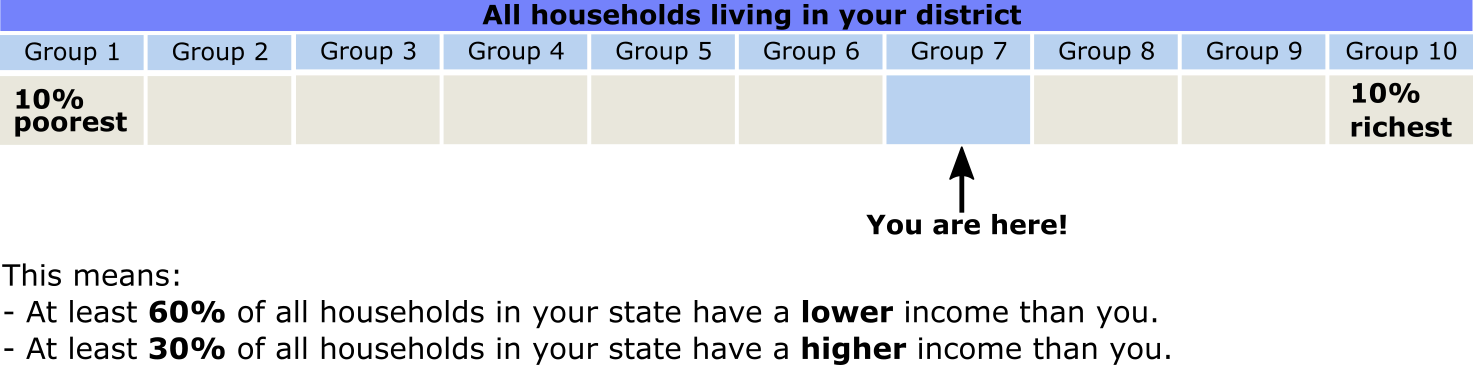 All households living in your district
Group 1 Group 2 Group 3 Group 4 Group 5 Group 6 Group 7 Group 8 Group 9 Group 10
10%
poorest
10%
richest
You are here!
This means:
- At least 60% of all households in your state have a lower income than you.
- At least 30% of all households in your state have a higher income than you.